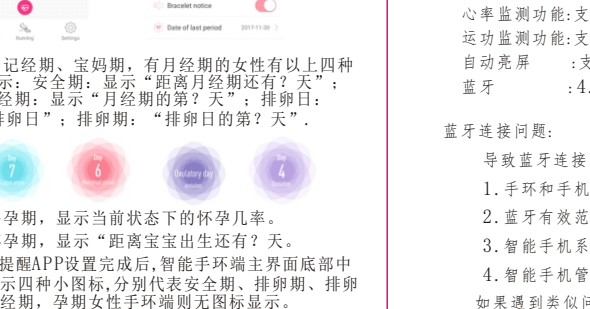 Bracelet notice
Date of last period 2017-11-00 >
Running Settings
记经期、宝妈期，有月经期的女性有以上四种
示：安全期：显示“距离月经期还有？天”；
经期：显示“月经期的第？天”；排卵日：
排卵日”；排卵期：“排卵日的第？天”.
Day 7
Day 6
Ovulatory day
Day 4
孕期，显示当前状态下的怀孕几率。
孕期，显示“距离宝宝出生还有？天。
提醒APP设置完成后,智能手环端主界面底部中
示四种小图标,分别代表安全期、排卵期、排卵
经期，孕期女性手环端则无图标显示。
心率监测功能:支
运功监测功能:支
自动亮屏 :支
蓝牙 :4.
蓝牙连接问题:
导致蓝牙连接
1.手环和手机
2.蓝牙有效范
3.智能手机系
4.智能手机管
如果遇到类似问